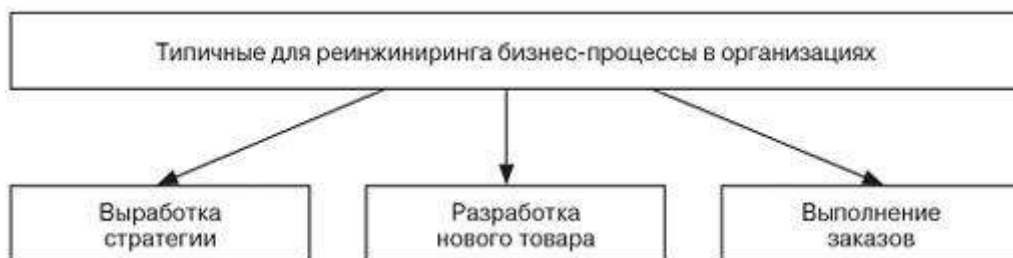 Типичные для реинжиниринга бизнес-процессы в организациях
Выработка
стратегии
Разработка
нового товара
Выполнение
заказов